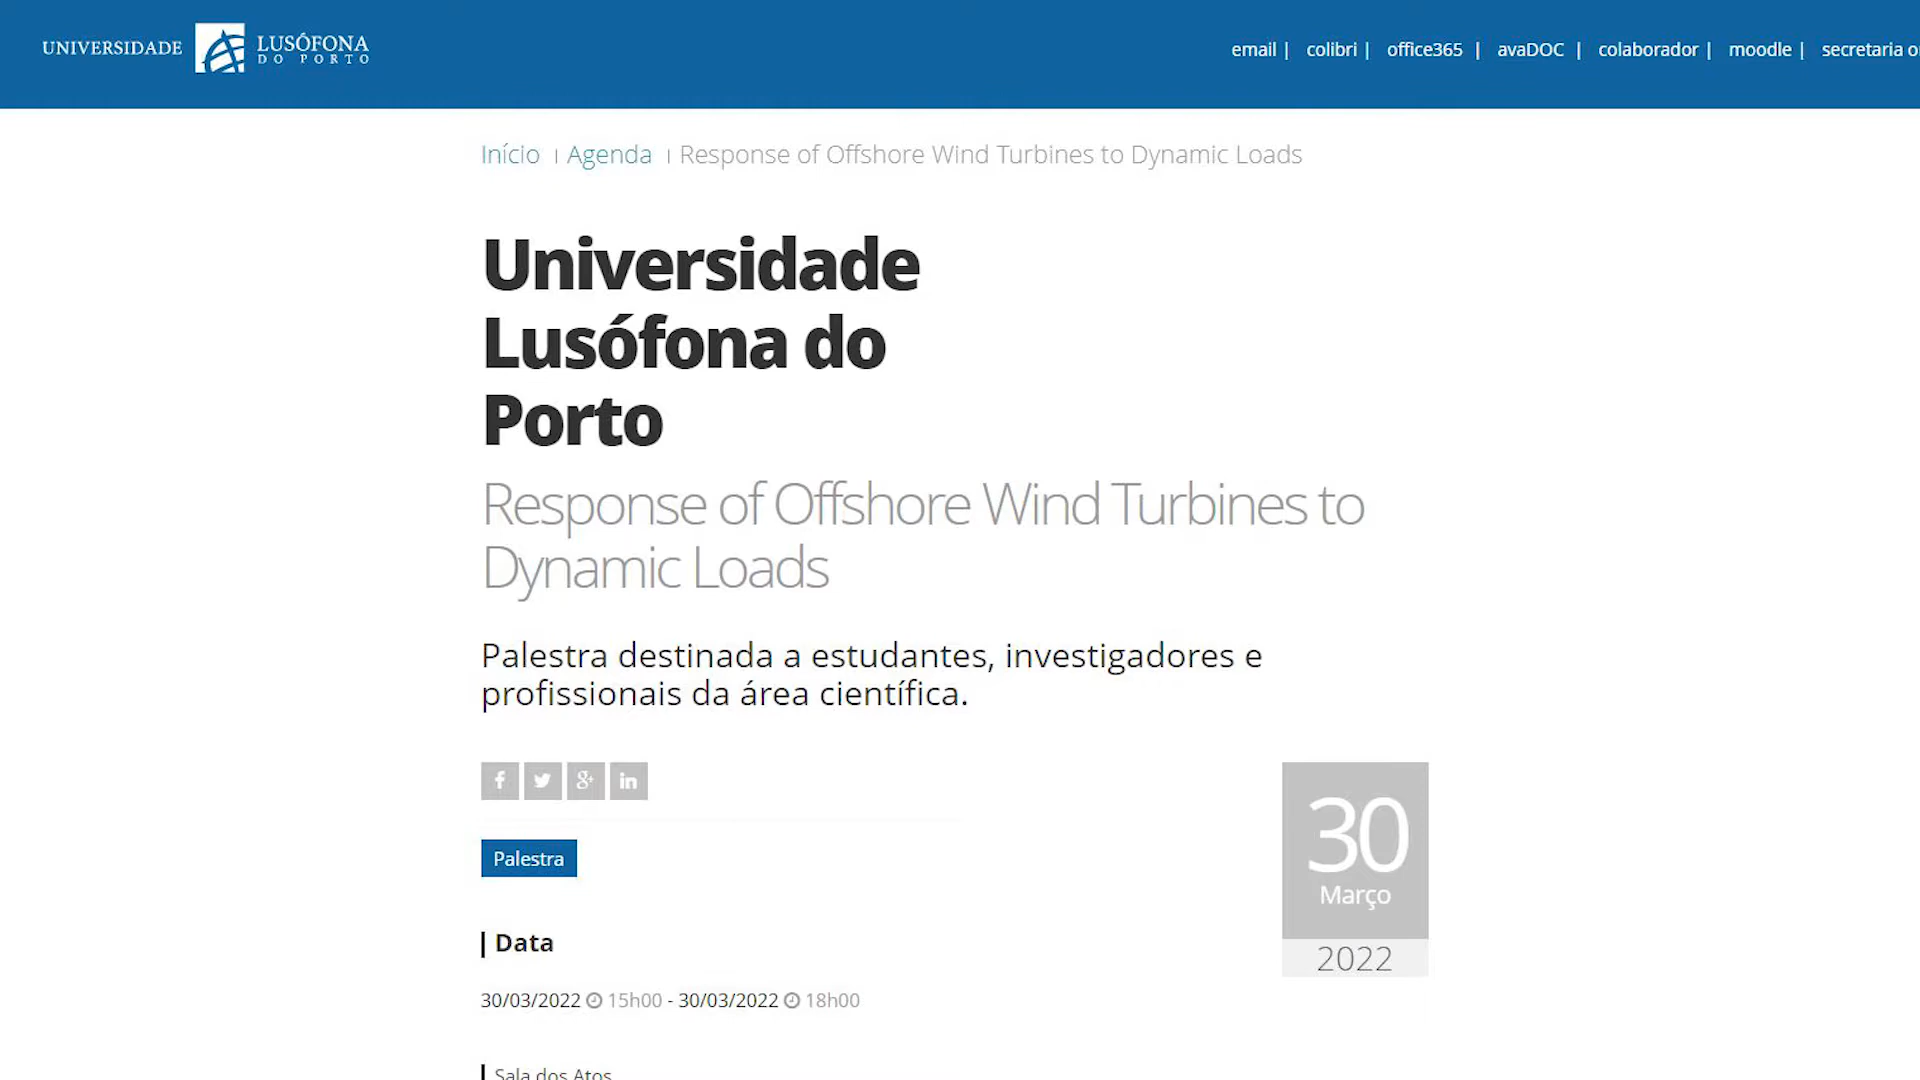 UNIVERSIDADE LUSÓFONA
DO PORTO
email | colibri | office365 | avaDOC | colaborador | moodle | secretaria
Início | Agenda | Response of Offshore Wind Turbines to Dynamic Loads
Universidade
Lusófona do
Porto
Response of Offshore Wind Turbines to
Dynamic Loads
Palestra destinada a estudantes, investigadores e
profissionais da área científica.
Palestra
30
Março
2022
Data
30/03/2022 15h00 - 30/03/2022 18h00
Sala dos Atos